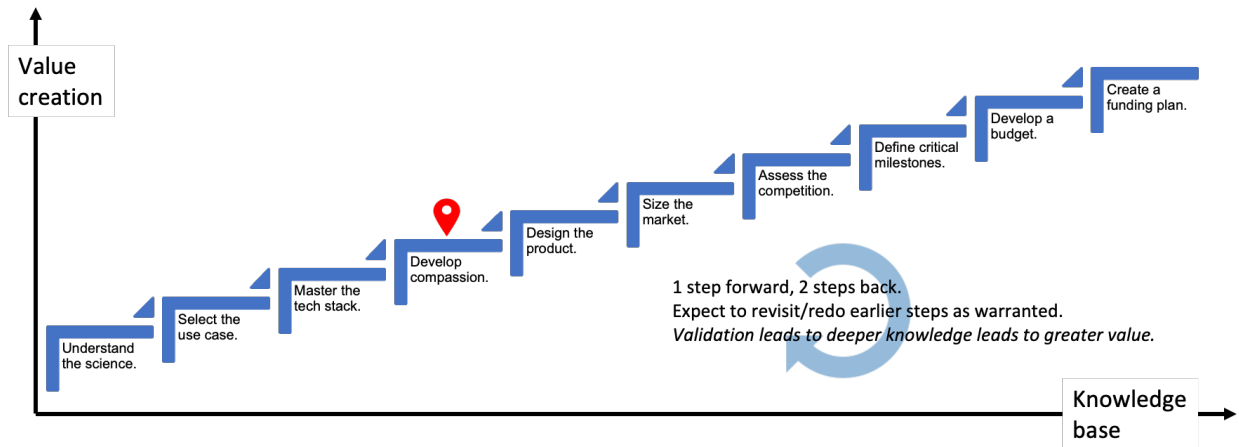 Value
creation
Understand
the science.
Select the
use case.
Master the
tech stack.
Develop
compassion.
Design the
product.
Size the
market.
Assess the
competition.
Define critical
milestones.
Develop a
budget.
Create a
funding plan.
1 step forward, 2 steps back.
Expect to revisit/redo earlier steps as warranted.
Validation leads to deeper knowledge leads to greater value.
Knowledge
base